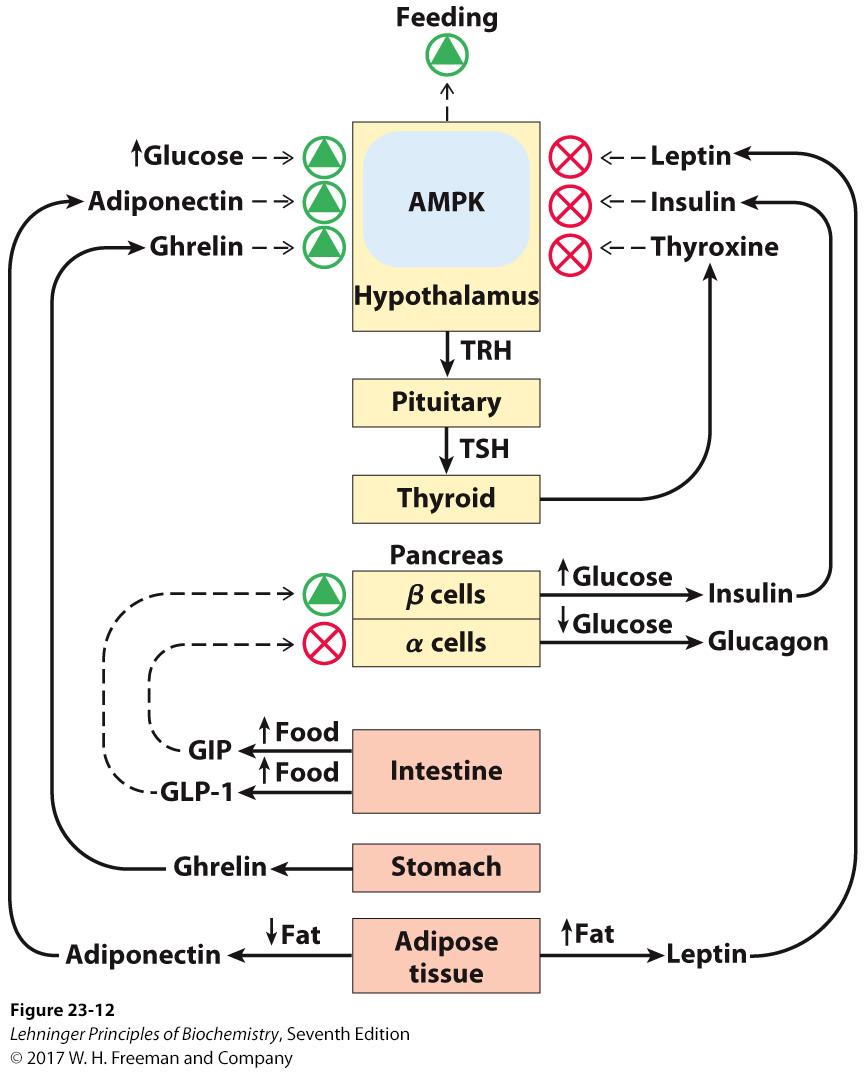 Feeding
↑Glucose
Adiponectin
Ghrelin
AMPK
Hypothalamus
Leptin
Insulin
Thyroxine
TRH
Pituitary
TSH
Thyroid
Pancreas
β cells
↑Glucose
Insulin
α cells
↓Glucose
Glucagon
GIP
↑Food
GLP-1
↑Food
Intestine
Ghrelin
Stomach
Adiponectin
↓Fat
Adipose
tissue
↑Fat
Leptin
Figure 23-12
Lehninger Principles of Biochemistry, Seventh Edition
© 2017 W. H. Freeman and Company